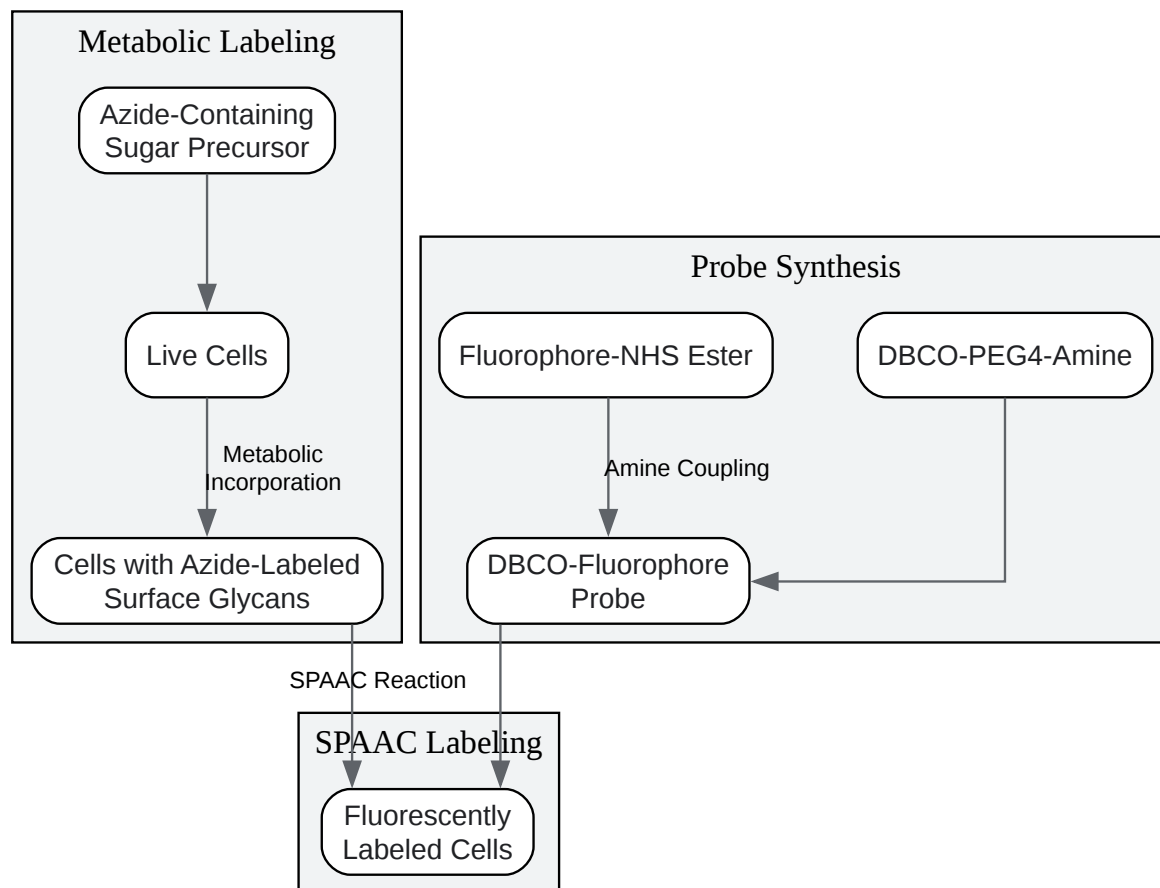 Metabolic Labeling
Azide-Containing
Sugar Precursor
Live Cells
Metabolic
Incorporation
Cells with Azide-Labeled
Surface Glycans
Probe Synthesis
Fluorophore-NHS Ester
DBCO-PEG4-Amine
Amine Coupling
DBCO-Fluorophore
Probe
SPAAC Reaction
SPAAC Labeling
Fluorescently
Labeled Cells